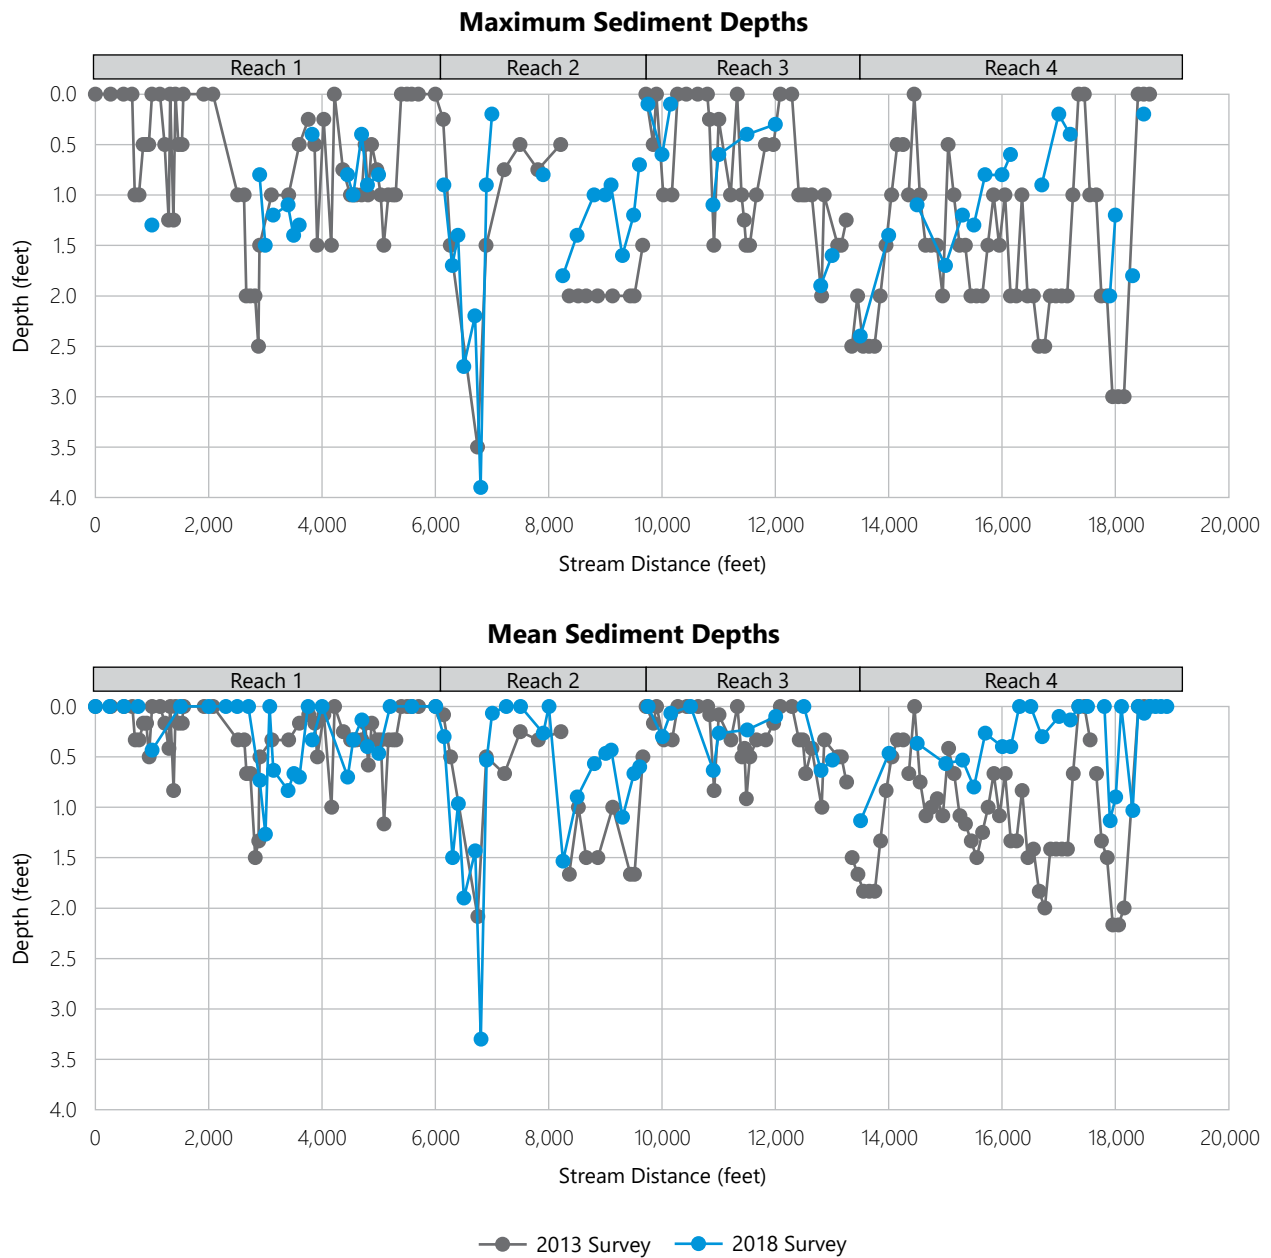 Maximum Sediment Depths
Reach 1 Reach 2 Reach 3 Reach 4
0.0
0.5
1.0
1.5
2.0
2.5
3.0
3.5
4.0
Depth (feet)
0 2,000 4,000 6,000 8,000 10,000 12,000 14,000 16,000 18,000 20,000
Stream Distance (feet)
Mean Sediment Depths
Reach 1 Reach 2 Reach 3 Reach 4
0.0
0.5
1.0
1.5
2.0
2.5
3.0
3.5
4.0
Depth (feet)
0 2,000 4,000 6,000 8,000 10,000 12,000 14,000 16,000 18,000 20,000
Stream Distance (feet)
2013 Survey 2018 Survey